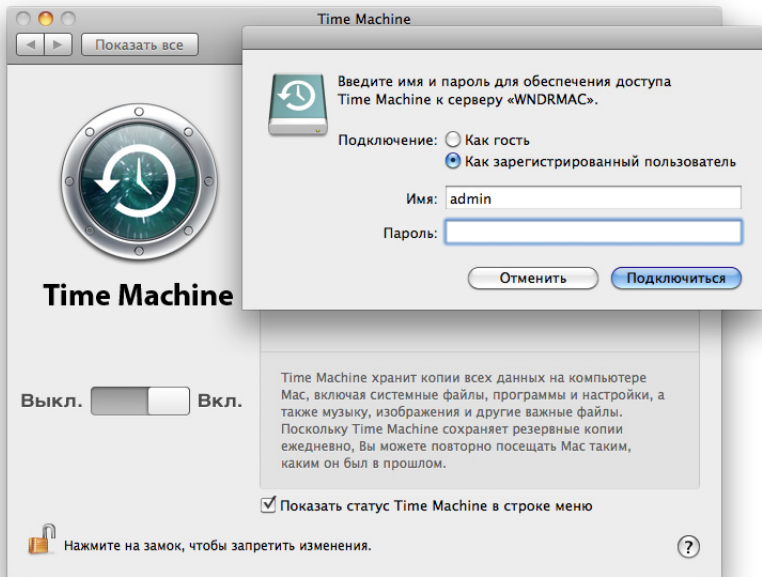 Time Machine
Показать все
Введите имя и пароль для обеспечения доступа
Time Machine к серверу «WNDRMAC».
Подключение: Как гость
Как зарегистрированный пользователь
Имя: admin
Пароль:
Отменить Подключиться
Time Machine
Выкл. Вкл.
Time Machine хранит копии всех данных на компьютере
Mac, включая системные файлы, программы и настройки, а
также музыку, изображения и другие важные файлы.
Поскольку Time Machine сохраняет резервные копии
ежедневно, Вы можете повторно посещать Mac таким,
каким он был в прошлом.
Показать статус Time Machine в строке меню
Нажмите на замок, чтобы запретить изменения.
?